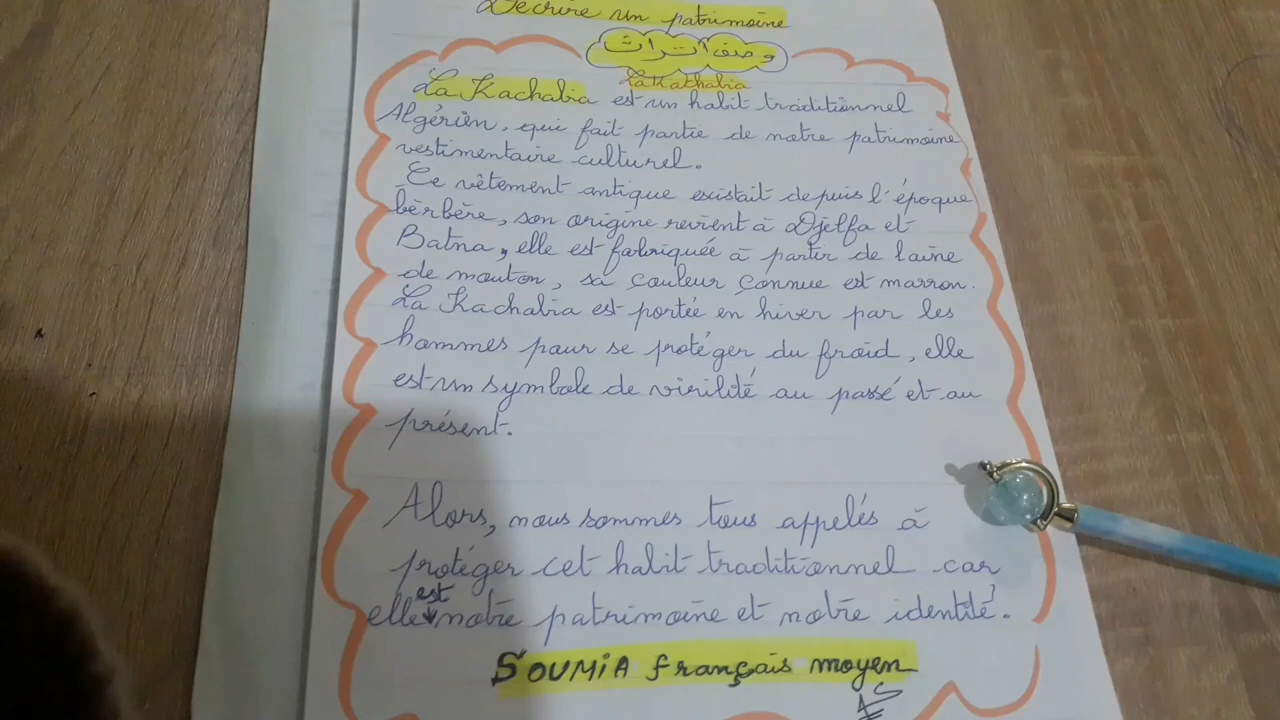 Décrire un patrimoine
وصف تراث
La Kachabia
La Kachabia est un habit traditionnel
Algérien, qui fait partie de notre patrimoine
vestimentaire culturel.
Ce vêtement antique existait depuis l'époque
bèrbère, son origine revient à Djelfa et
Batna, elle est fabriquée à partir de laine
de mouton, sa çouleur çonnue est marron.
La Kachabia est portée en hiver par les
hommes pour se protéger du froid, elle
est un symbole de virilité au passé et au
présent.
Alors, nous sommes tous appelés à
protéger cet habit traditionnel car
elle est notre patrimoine et notre identité.
SOUMIA français moyen